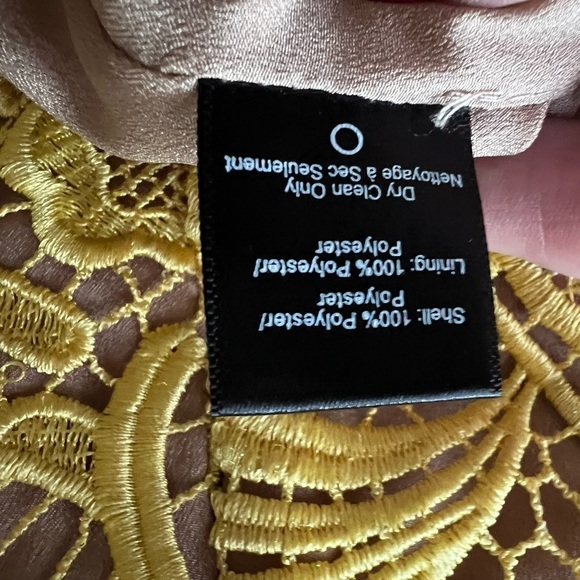 Shell: 100% Polyester/
Polyester
Lining: 100% Polyester/
Polyester
Dry Clean Only
Nettoyage à Sec Seulement